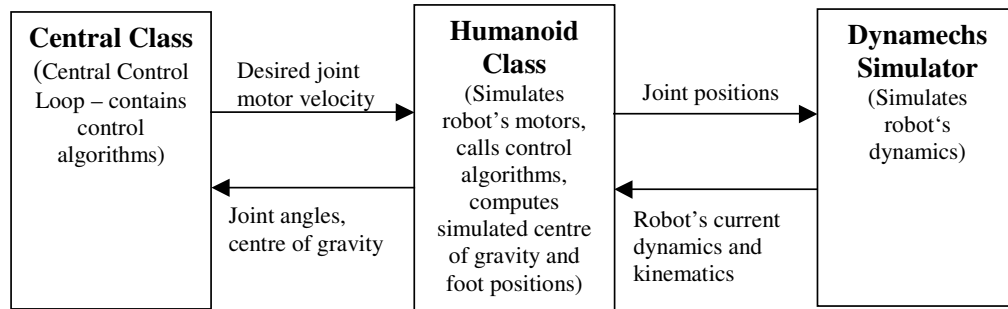 Central Class
(Central Control
Loop – contains
control
algorithms)
Desired joint
motor velocity
Joint angles,
centre of gravity
Humanoid
Class
(Simulates
robot's motors,
calls control
algorithms,
computes
simulated centre
of gravity and
foot positions)
Joint positions
Robot's current
dynamics and
kinematics
Dynamechs
Simulator
(Simulates
robot‘s
dynamics)